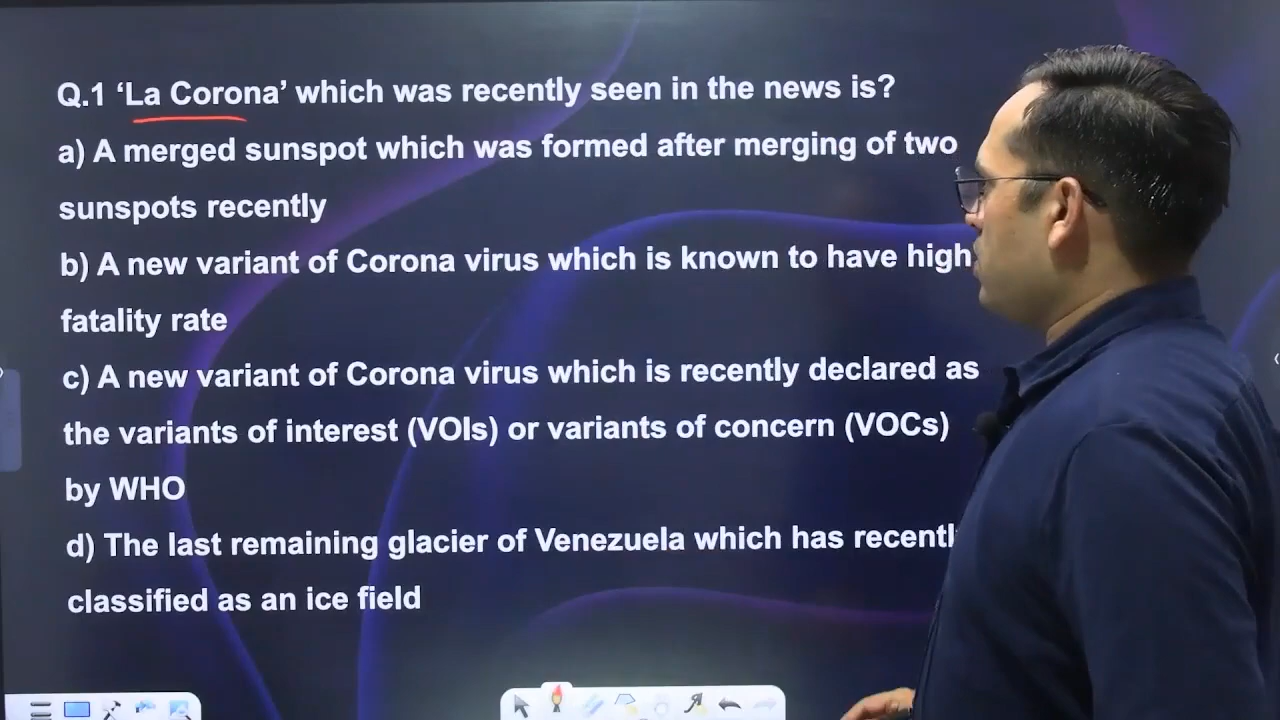 Q.1 ‘La Corona’ which was recently seen in the news is?
a) A merged sunspot which was formed after merging of two
sunspots recently
b) A new variant of Corona virus which is known to have high
fatality rate
c) A new variant of Corona virus which is recently declared as
the variants of interest (VOIs) or variants of concern (VOCs)
by WHO
d) The last remaining glacier of Venezuela which has recentl
classified as an ice field